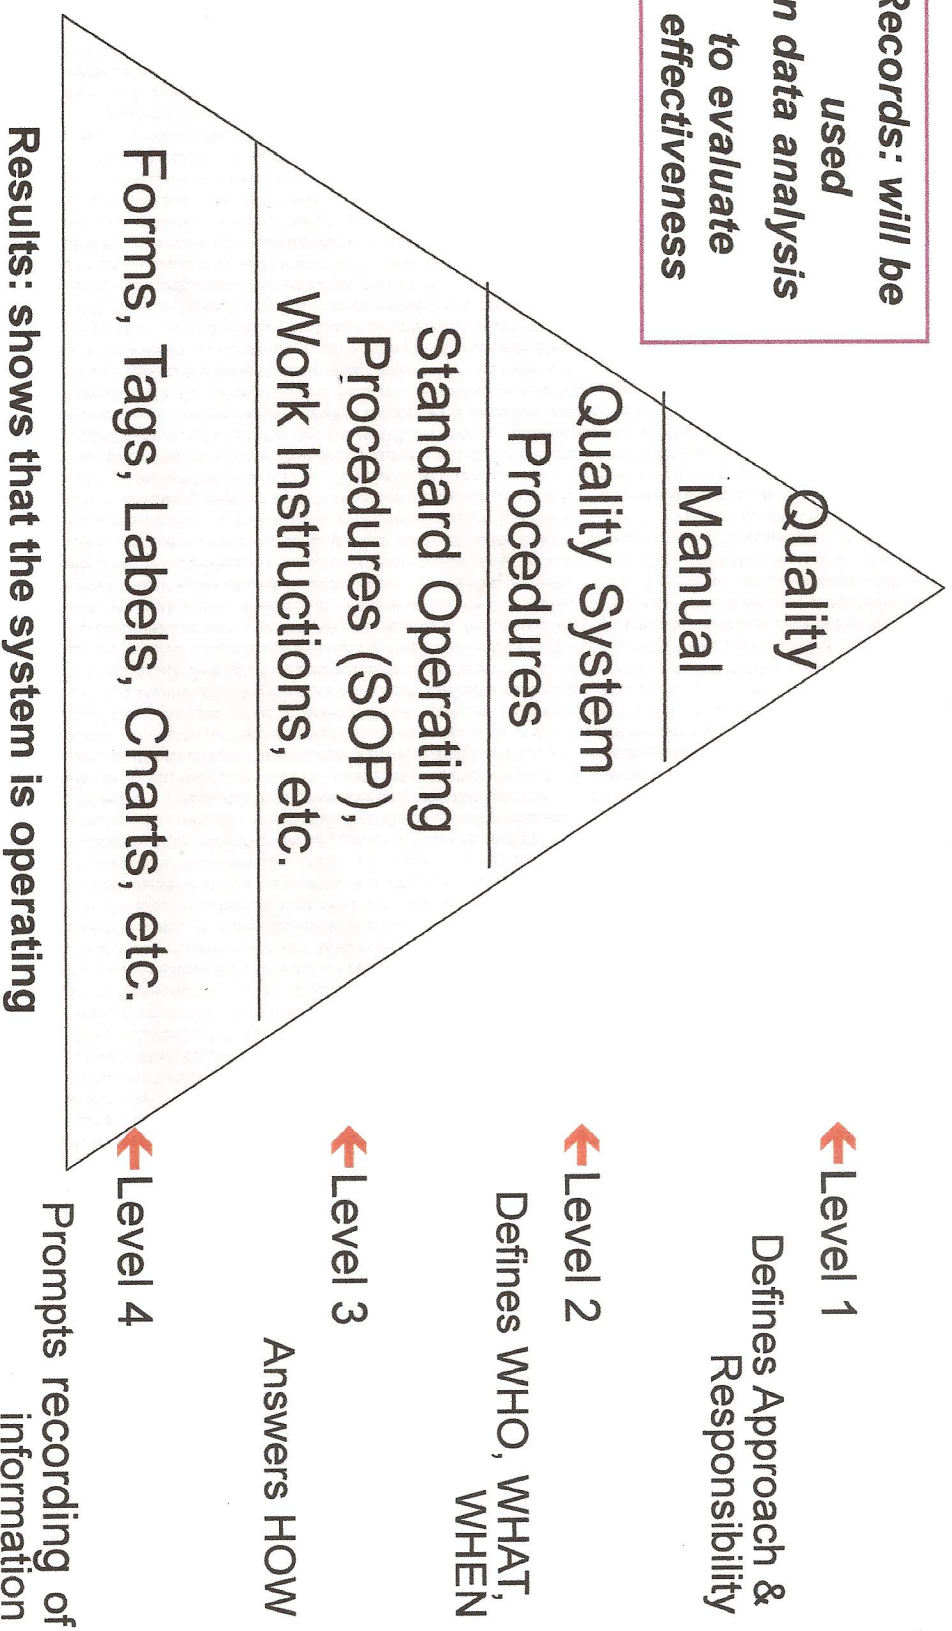 Records: will be
used
n data analysis
to evaluate
effectiveness
Quality
Manual
Quality System
Procedures
Standard Operating
Procedures (SOP),
Work Instructions, etc.
Forms, Tags, Labels, Charts, etc.
Results: shows that the system is operating
←Level 1
Defines Approach &
Responsibility
←Level 2
Defines WHO, WHAT,
WHEN
←Level 3
Answers HOW
←Level 4
Prompts recording of
information